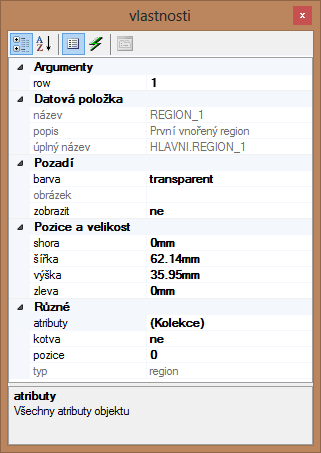 vlastnosti
Argumenty
row 1
Datová položka
název REGION_1
popis První vnořený region
úplný název HLAVNI.REGION_1
Pozadí
barva transparent
obrázek
zobrazit ne
Pozice a velikost
shora 0mm
šířka 62.14mm
výška 35.95mm
zleva 0mm
Různé
atributy (Kolekce)
kotva ne
pozice 0
typ region
atributy
Všechny atributy objektu